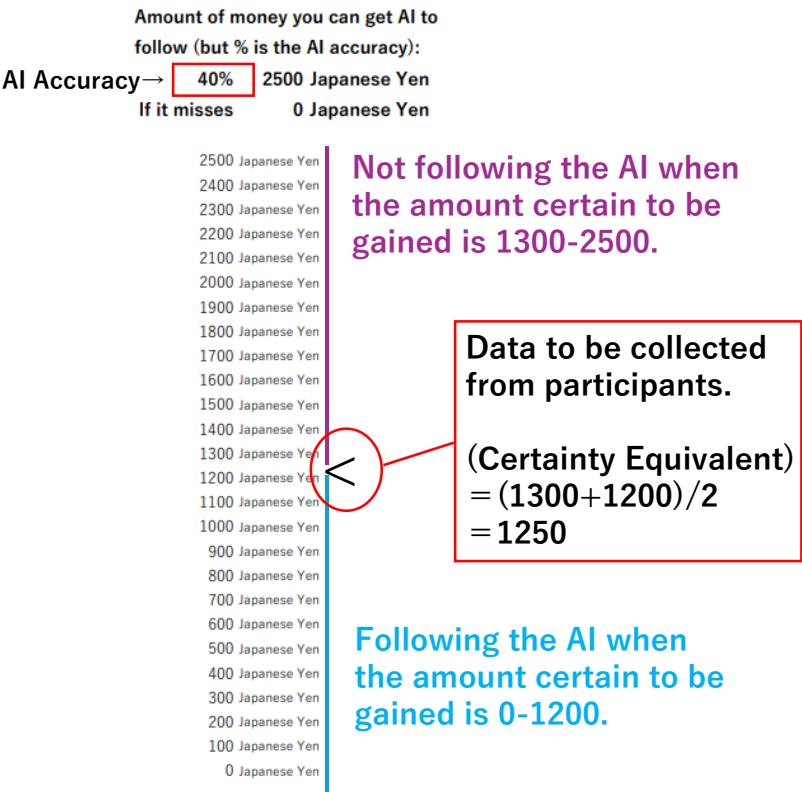 Amount of money you can get AI to
follow (but % is the AI accuracy):
AI Accuracy→ 40% 2500 Japanese Yen
If it misses 0 Japanese Yen
2500 Japanese Yen
2400 Japanese Yen
2300 Japanese Yen
2200 Japanese Yen
2100 Japanese Yen
2000 Japanese Yen
1900 Japanese Yen
1800 Japanese Yen
1700 Japanese Yen
1600 Japanese Yen
1500 Japanese Yen
1400 Japanese Yen
1300 Japanese Yen
1200 Japanese Yen
1100 Japanese Yen
1000 Japanese Yen
900 Japanese Yen
800 Japanese Yen
700 Japanese Yen
600 Japanese Yen
500 Japanese Yen
400 Japanese Yen
300 Japanese Yen
200 Japanese Yen
100 Japanese Yen
0 Japanese Yen
Not following the AI when
the amount certain to be
gained is 1300-2500.
<
Data to be collected
from participants.
(Certainty Equivalent)
=(1300+1200)/2
=1250
Following the AI when
the amount certain to be
gained is 0-1200.